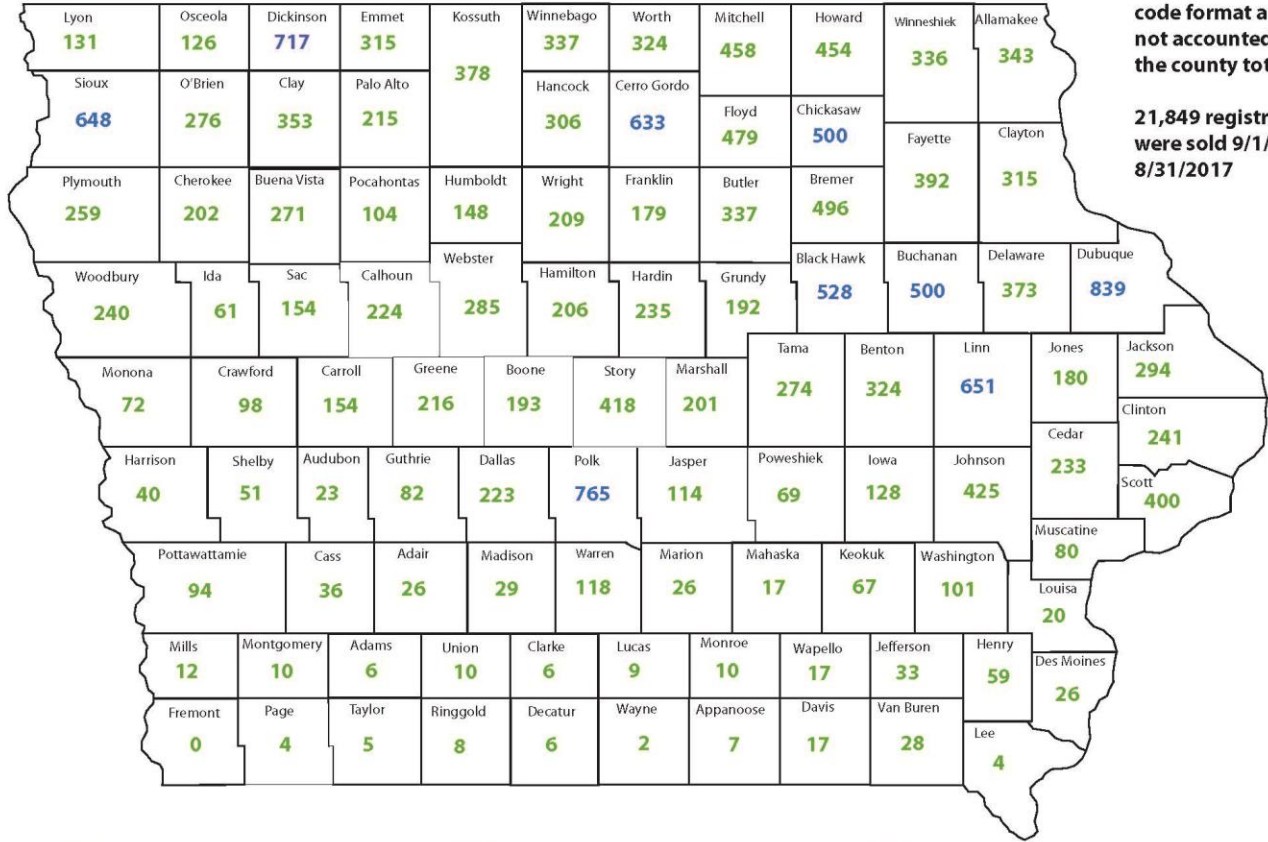 Lyon Osceola Dickinson Emmet Kossuth Winnebago Worth Mitchell Howard Winneshiek Allamakee
131 126 717 315 378 337 324 458 454 336 343
Sioux O'Brien Clay Palo Alto Hancock Cerro Gordo Floyd Chickasaw Fayette Clayton
648 276 353 215 306 633 479 500 392 315
Plymouth Cherokee Buena Vista Pocahontas Humboldt Wright Franklin Butler Bremer
259 202 271 104 148 209 179 337 496
Woodbury Ida Sac Calhoun Webster Hamilton Hardin Grundy Black Hawk Buchanan Delaware Dubuque
240 61 154 224 285 206 235 192 528 500 373 839
Monona Crawford Carroll Greene Boone Story Marshall Tama Benton Linn Jones Jackson
72 98 154 216 193 418 201 274 324 651 180 294
Clinton
241
Harrison Shelby Audubon Guthrie Dallas Polk Jasper Poweshiek Iowa Johnson Cedar Scott
40 51 23 82 223 765 114 69 128 425 233 400
Muscatine
80
Pottawattamie Cass Adair Madison Warren Marion Mahaska Keokuk Washington Louisa
94 36 26 29 118 26 17 67 101 20
Mills Montgomery Adams Union Clarke Lucas Monroe Wapello Jefferson Henry Des Moines
12 10 6 10 6 9 10 17 33 59 26
Fremont Page Taylor Ringgold Decatur Wayne Appanoose Davis Van Buren Lee
0 4 5 8 6 2 7 17 28 4
code format a
not accounted
the county tot
21,849 registr
were sold 9/1/
8/31/2017